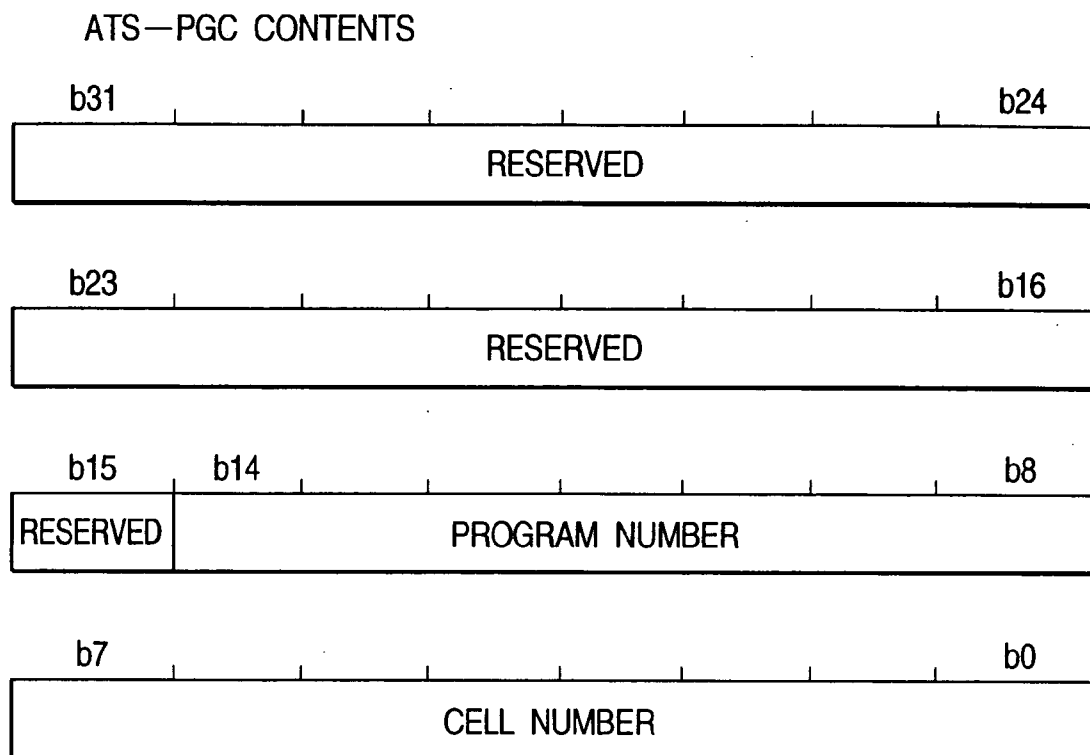 ATS—PGC CONTENTS
b31 b24
RESERVED
b23 b16
RESERVED
b15 b14 b8
RESERVED PROGRAM NUMBER
b7 b0
CELL NUMBER